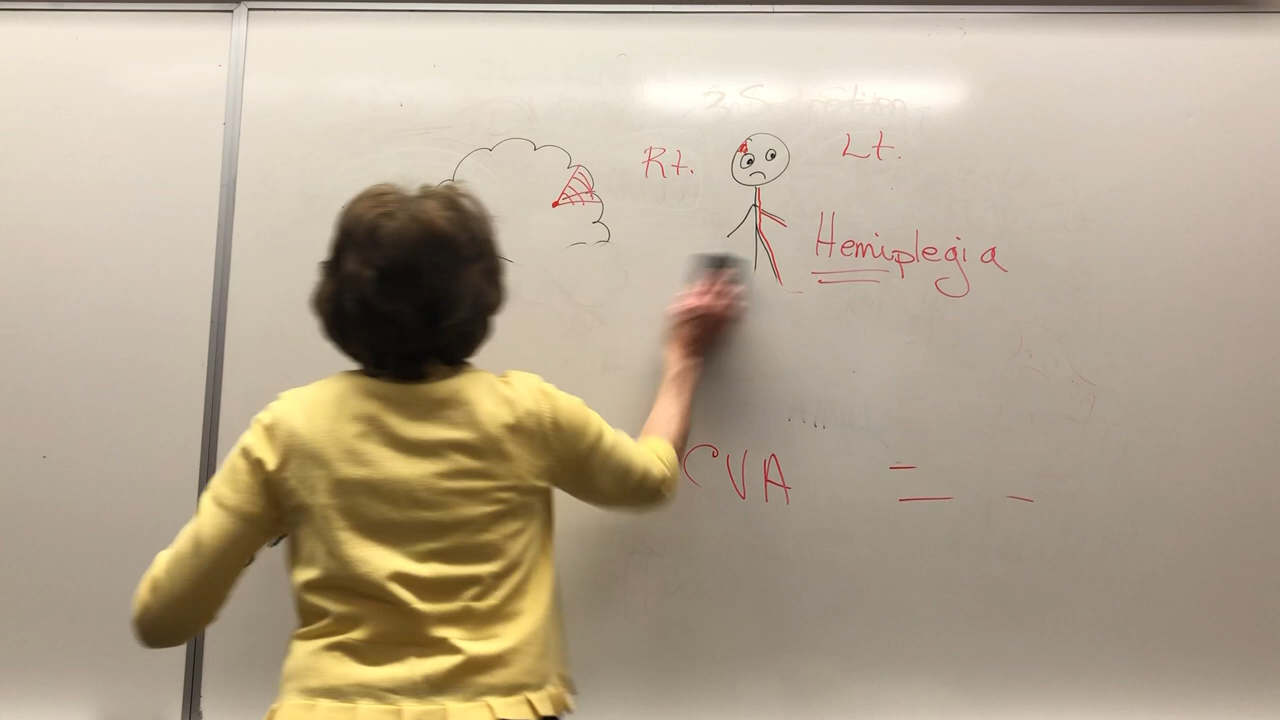 Rt. Lt.
Hemiplegia
CVA =